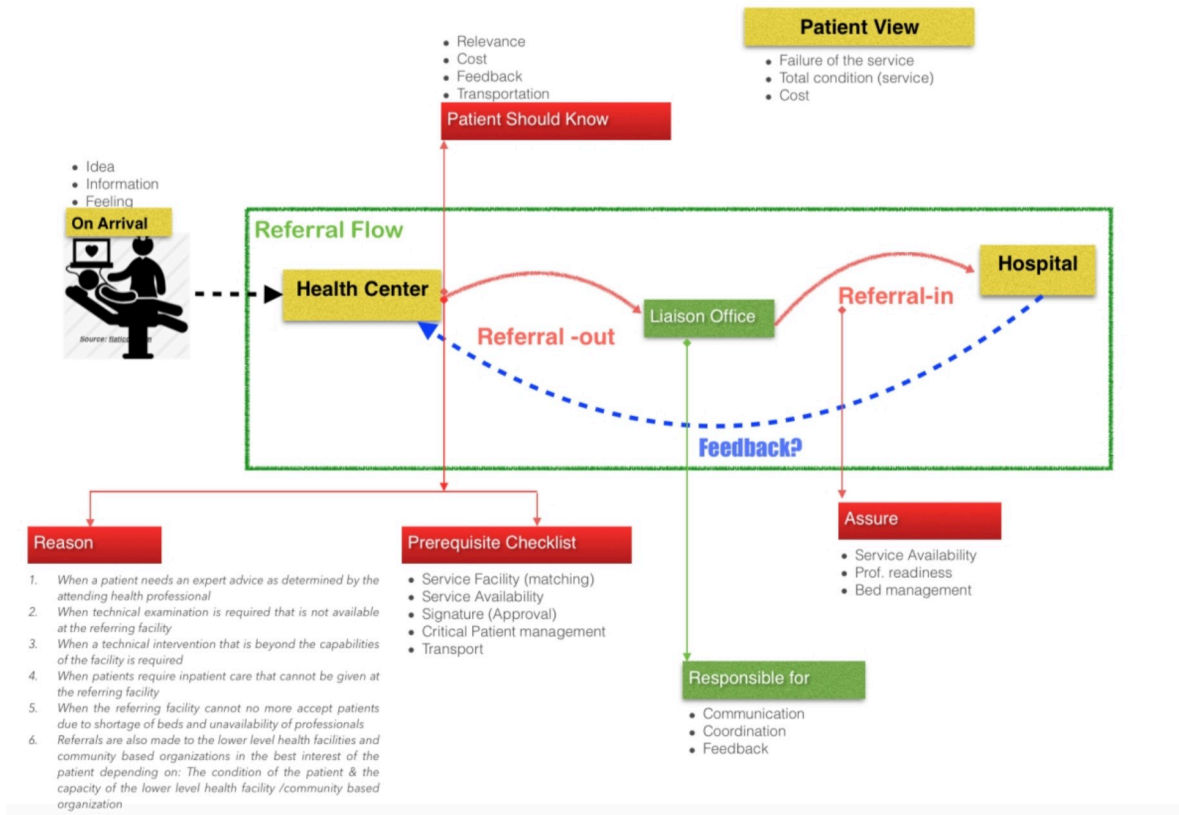 Patient View
• Failure of the service
• Total condition (service)
• Cost
• Relevance
• Cost
• Feedback
• Transportation
Patient Should Know
• Idea
• Information
• Feeling
On Arrival
Source:
Referral Flow
Health Center
Referral -out
Liaison Office
Referral-in
Hospital
Feedback?
Reason
1. When a patient needs an expert advice as determined by the
attending health professional
2. When technical examination is required that is not available
at the referring facility
3. When a technical intervention that is beyond the capabilities
of the facility is required
4. When patients require inpatient care that cannot be given at
the referring facility
5. When the referring facility cannot no more accept patients
due to shortage of beds and unavailability of professionals
6. Referrals are also made to the lower level health facilities and
community based organizations in the best interest of the
patient depending on: The condition of the patient & the
capacity of the lower level health facility /community based
organization
Prerequisite Checklist
• Service Facility (matching)
• Service Availability
• Signature (Approval)
• Critical Patient management
• Transport
Assure
• Service Availability
• Prof. readiness
• Bed management
Responsible for
• Communication
• Coordination
• Feedback